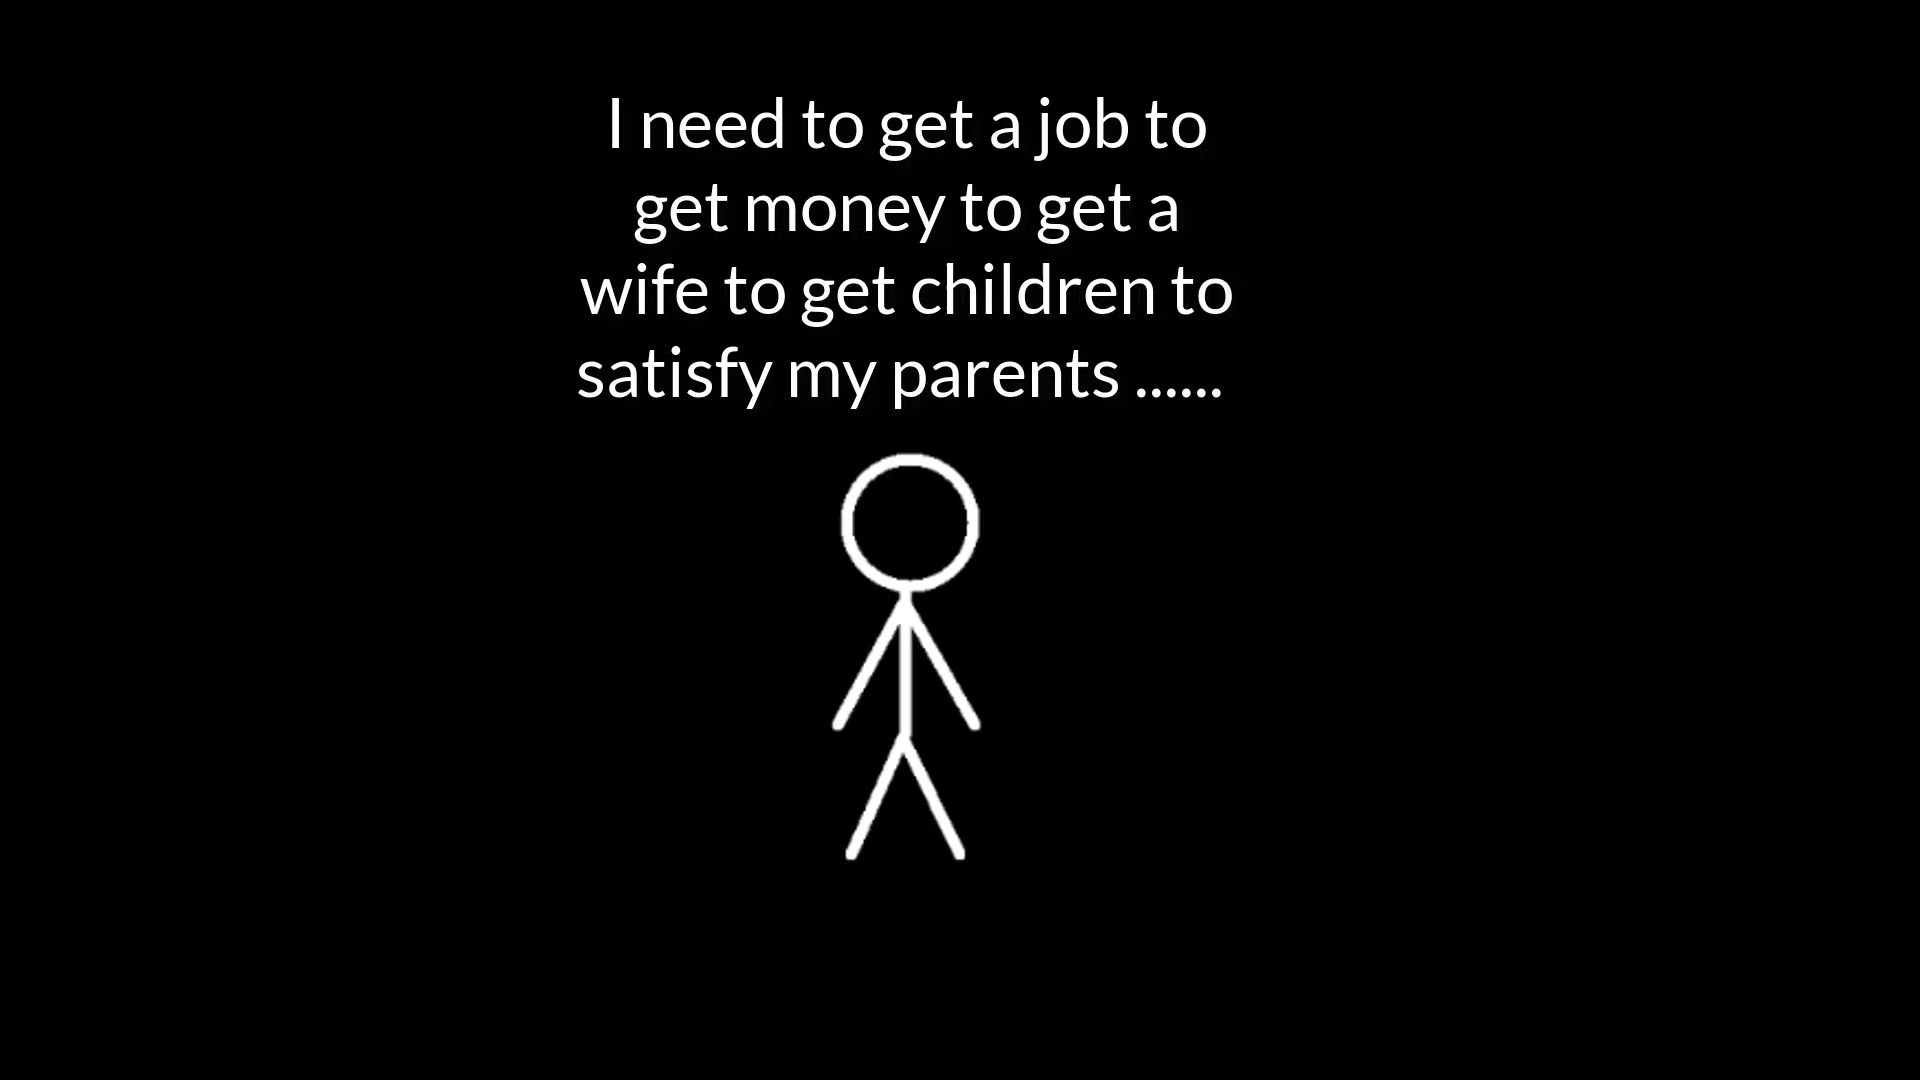 I need to get a job to
get money to get a
wife to get children to
satisfy my parents ......